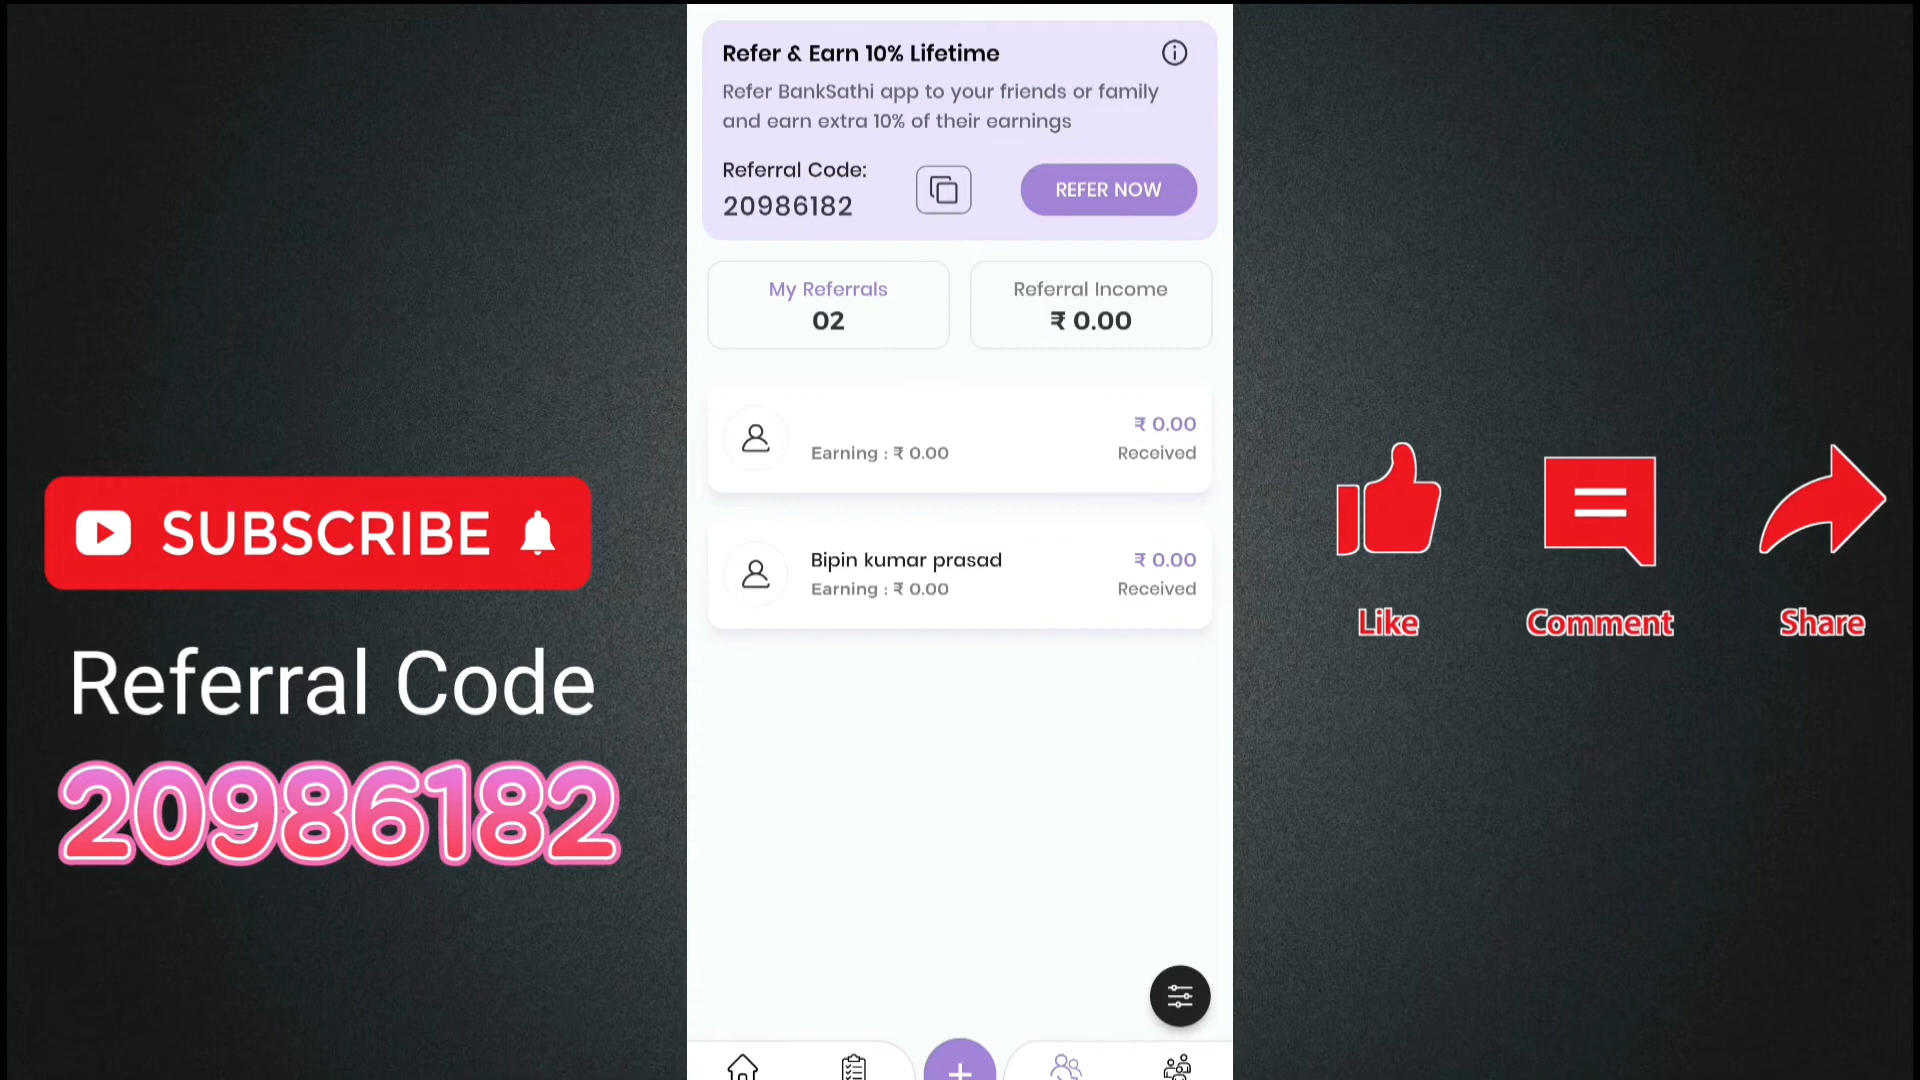 Refer & Earn 10% Lifetime
Refer BankSathi app to your friends or family
and earn extra 10% of their earnings
Referral Code:
20986182
REFER NOW
My Referrals
02
Referral Income
₹ 0.00
₹ 0.00
Earning : ₹ 0.00
Received
Bipin kumar prasad
₹ 0.00
Earning : ₹ 0.00
Received
SUBSCRIBE
Referral Code
20986182
Like
Comment
Share